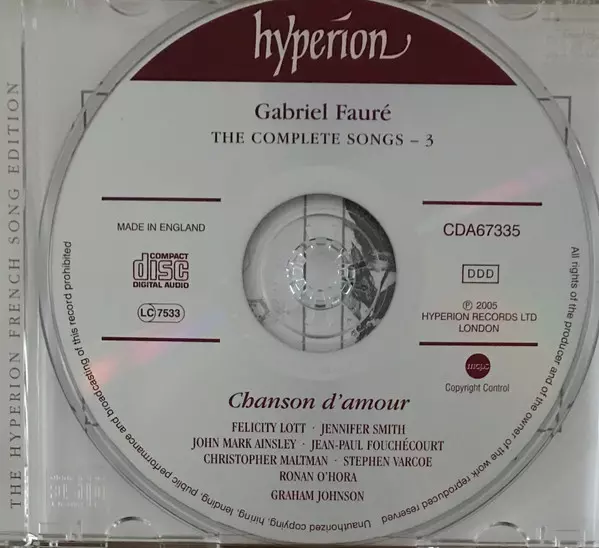 hyperion
Gabriel Fauré
THE COMPLETE SONGS – 3
MADE IN ENGLAND
COMPACT
disc
DIGITAL AUDIO
LC 7533
CDA67335
DDD
℗ 2005
HYPERION RECORDS LTD
LONDON
mcps
Copyright Control
Chanson d'amour
FELICITY LOTT · JENNIFER SMITH
JOHN MARK AINSLEY · JEAN-PAUL FOUCHÉCOURT
CHRISTOPHER MALTMAN · STEPHEN VARCOE
RONAN O'HORA
GRAHAM JOHNSON
All rights of the producer and of the owner of the work reproduced reserved. Unauthorized copying, hiring, lending, public performance and broadcasting of this record prohibited
THE HYPERION FRENCH SONG EDITION